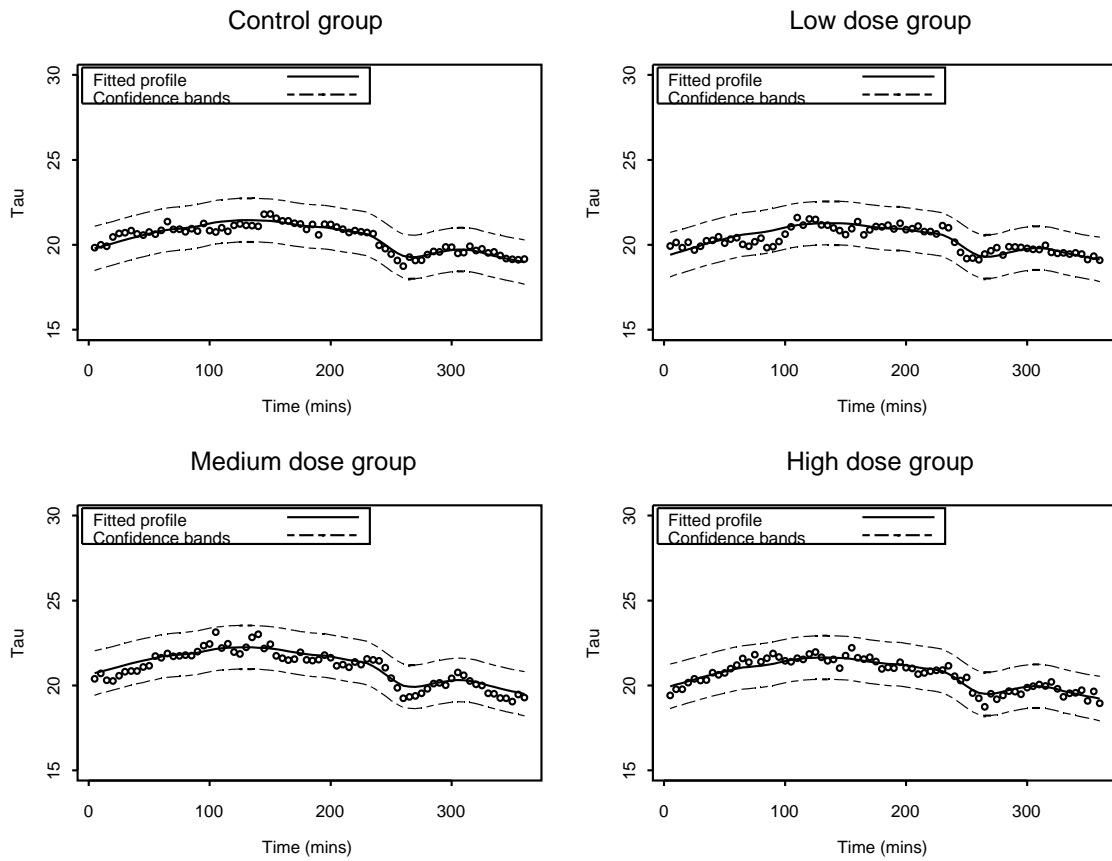 Control group
Fitted profile
Confidence bands
30
25
20
15
Tau
0 100 200 300
Time (mins)
Low dose group
Fitted profile
Confidence bands
30
25
20
15
Tau
0 100 200 300
Time (mins)
Medium dose group
Fitted profile
Confidence bands
30
25
20
15
Tau
0 100 200 300
Time (mins)
High dose group
Fitted profile
Confidence bands
30
25
20
15
Tau
0 100 200 300
Time (mins)